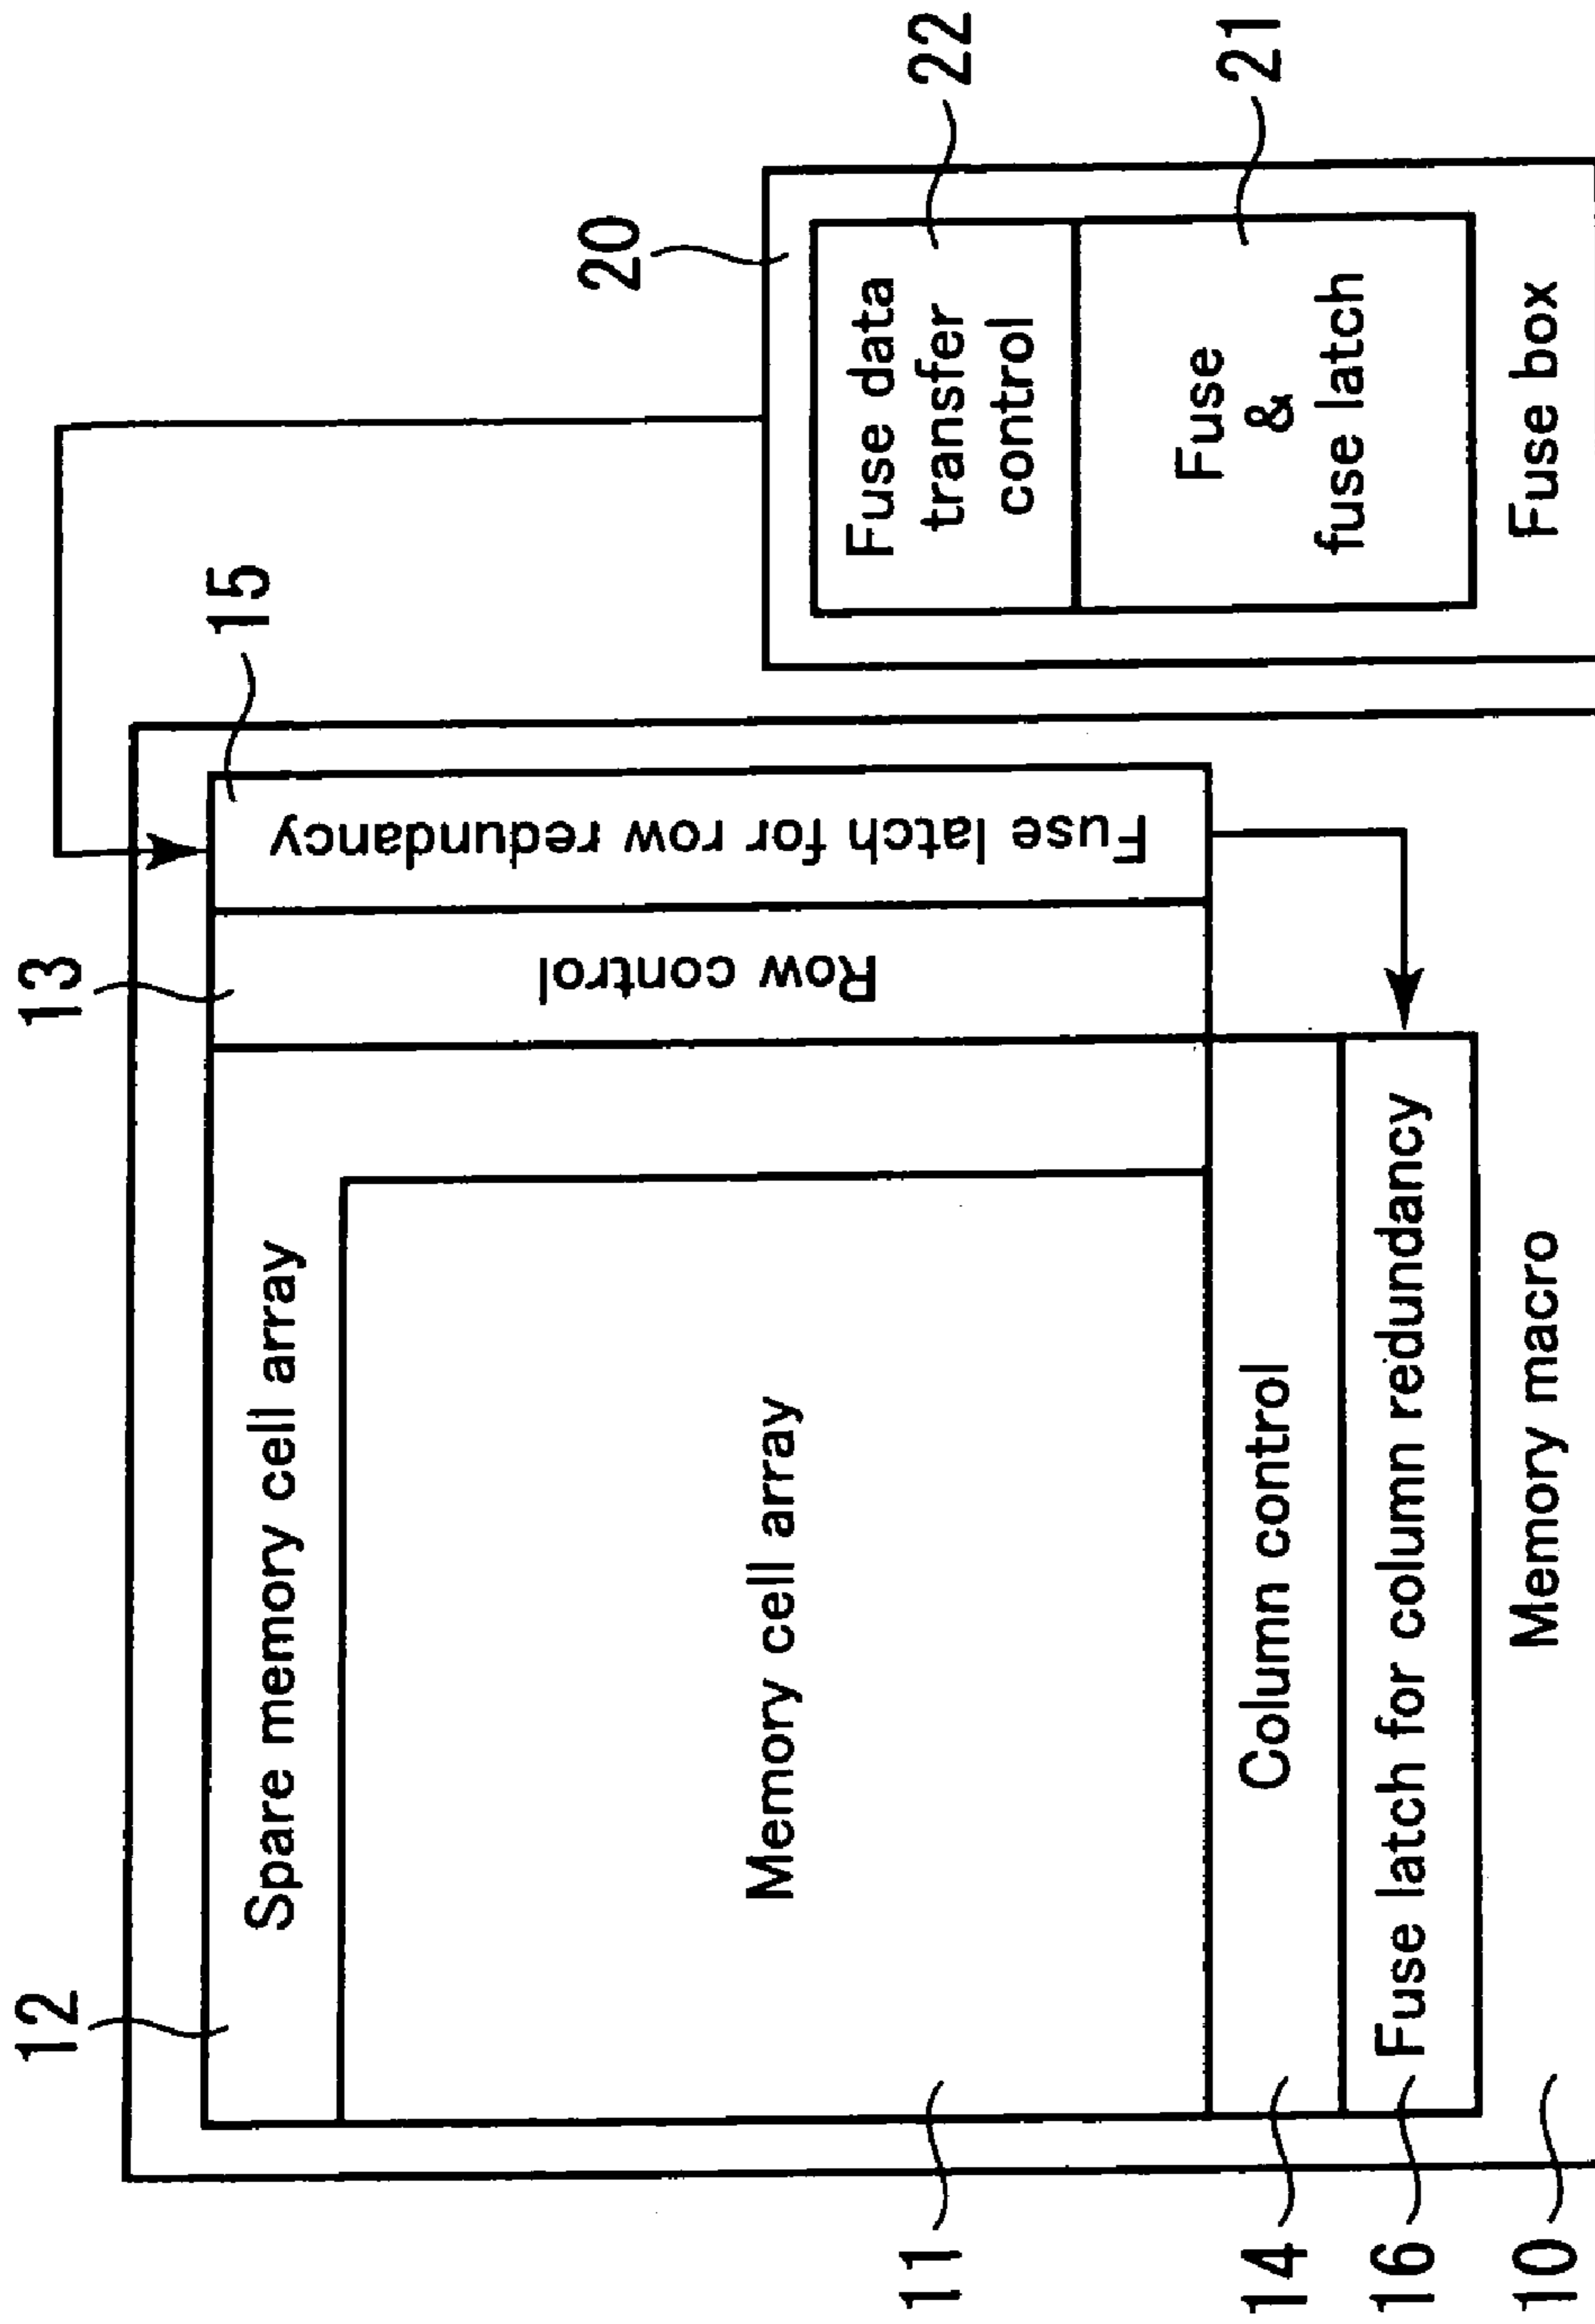 12
Spare memory cell array
13
Row control
15
Fuse latch for row redundancy
20
22
Fuse data
transfer
control
21
Fuse
&
fuse latch
Fuse box
11
Memory cell array
14
Column control
16
Fuse latch for column redundancy
10
Memory macro